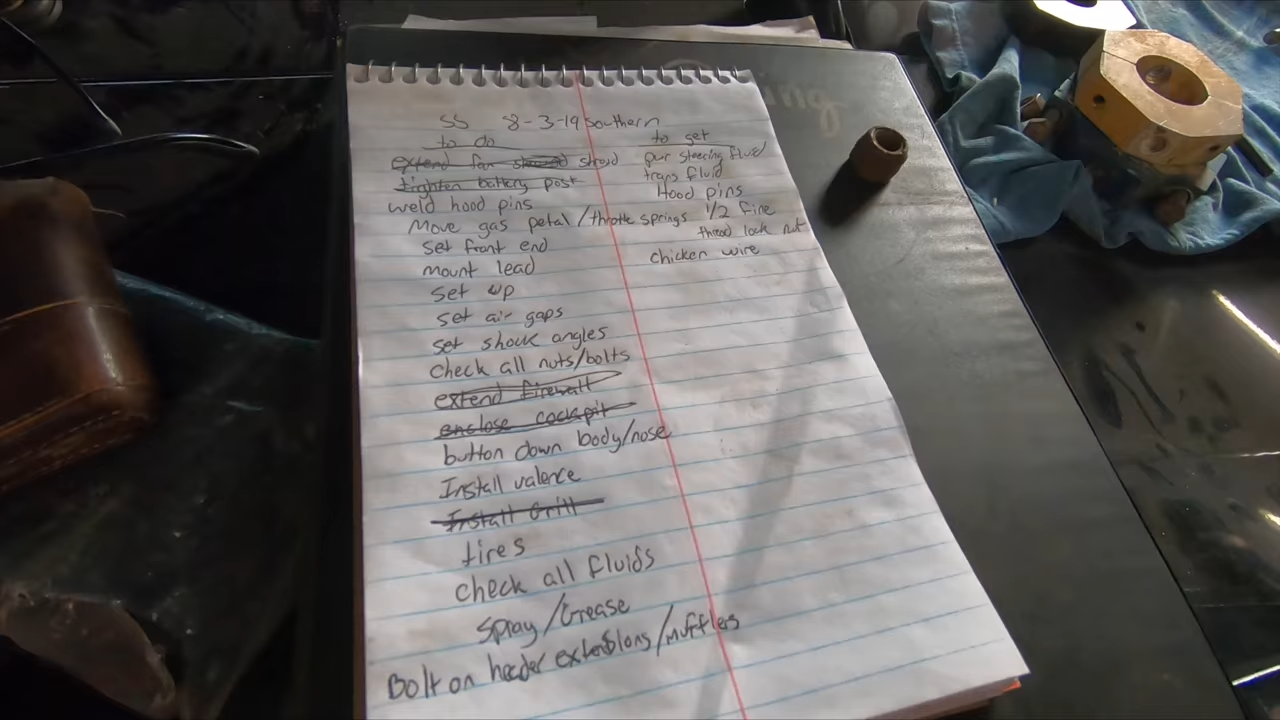 SS 8-3-19 Southern
to do
to get
extend fan shroud stroud
pwr steering fluid
tighten battery post
trans fluid
weld hood pins
Hood pins
Move gas petal/throttle springs
1/2 fine
thread lock nut
set front end
chicken wire
mount lead
set up
set air gaps
set shock angles
check all nuts/bolts
extend firewall
enclose cockpit
button down body/nose
Install valence
Install Grill
tires
check all fluids
spray/Grease
Bolt on header extensions/mufflers